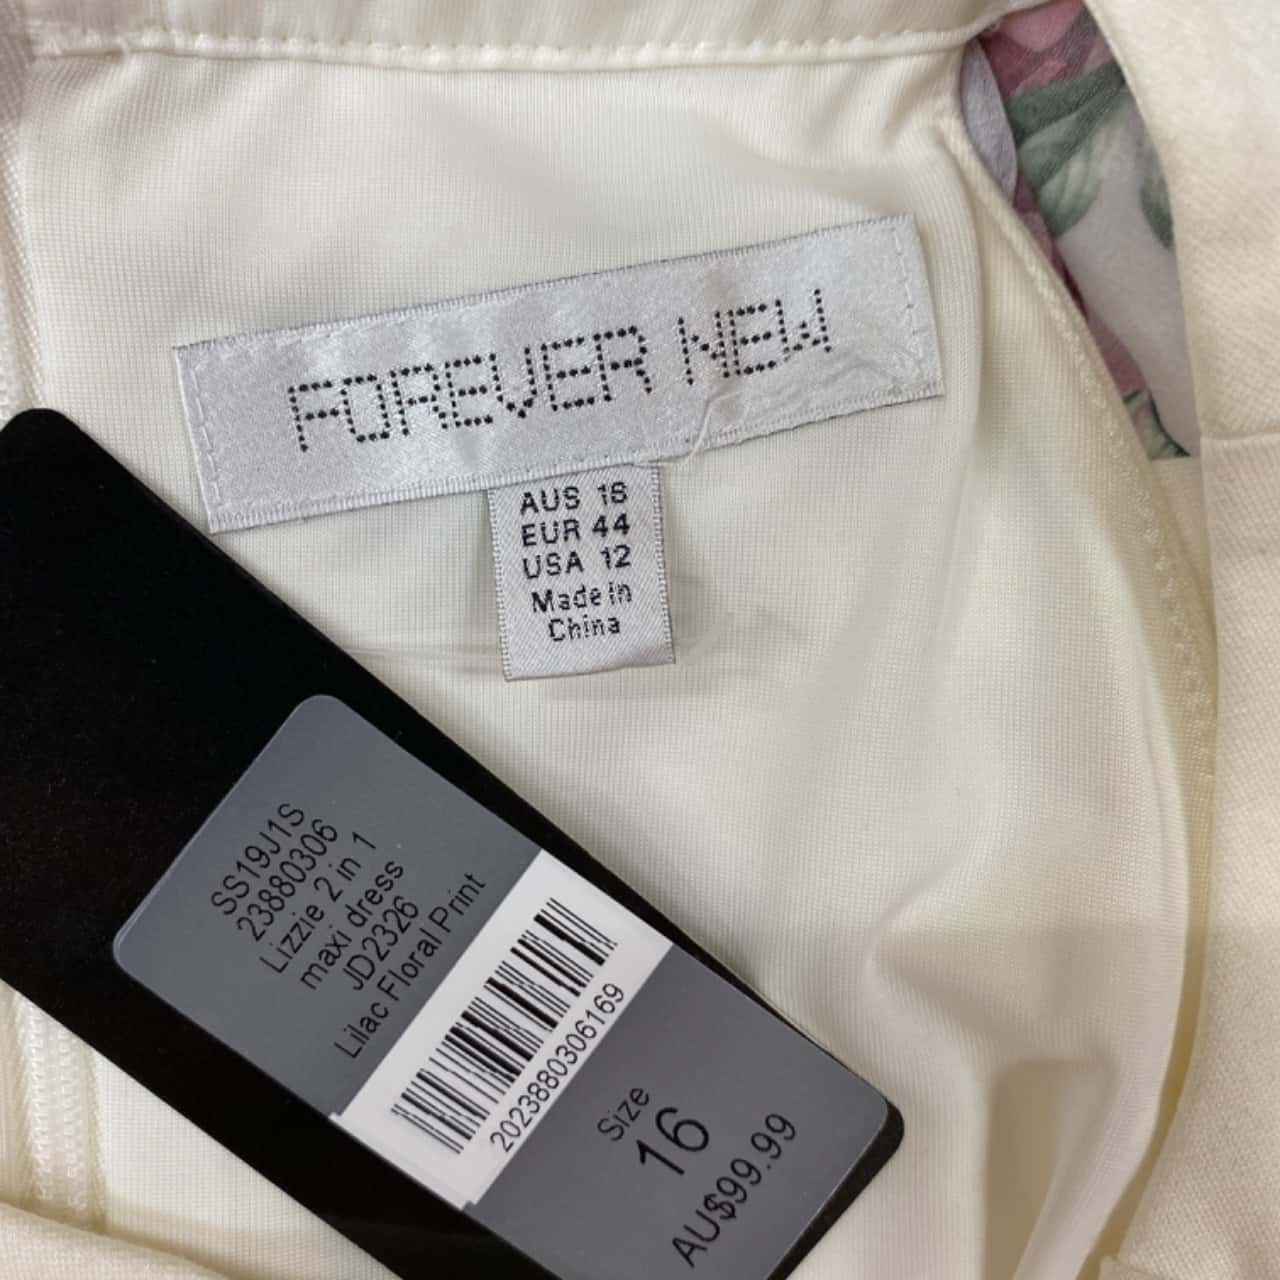 FOREVER NEW
AUS 16
EUR 44
USA 12
Made in
China
SS19J1S
23880306
Lizzie 2 in 1
maxi dress
JD2326
Lilac Floral Print
2023880306169
Size
16
AU$99.99